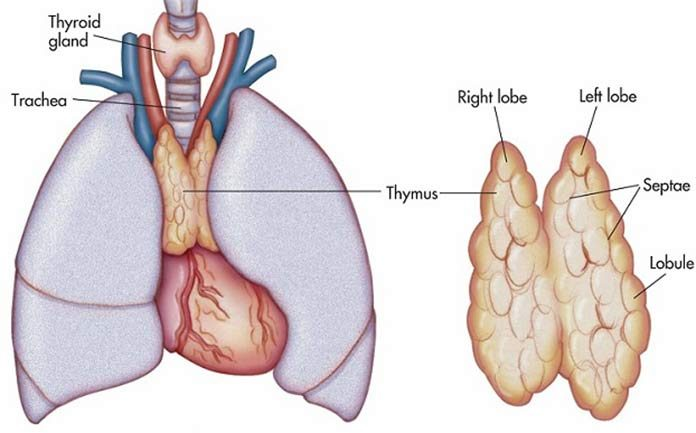 Thyroid
gland
Trachea
Thymus
Right lobe
Left lobe
Septae
Lobule